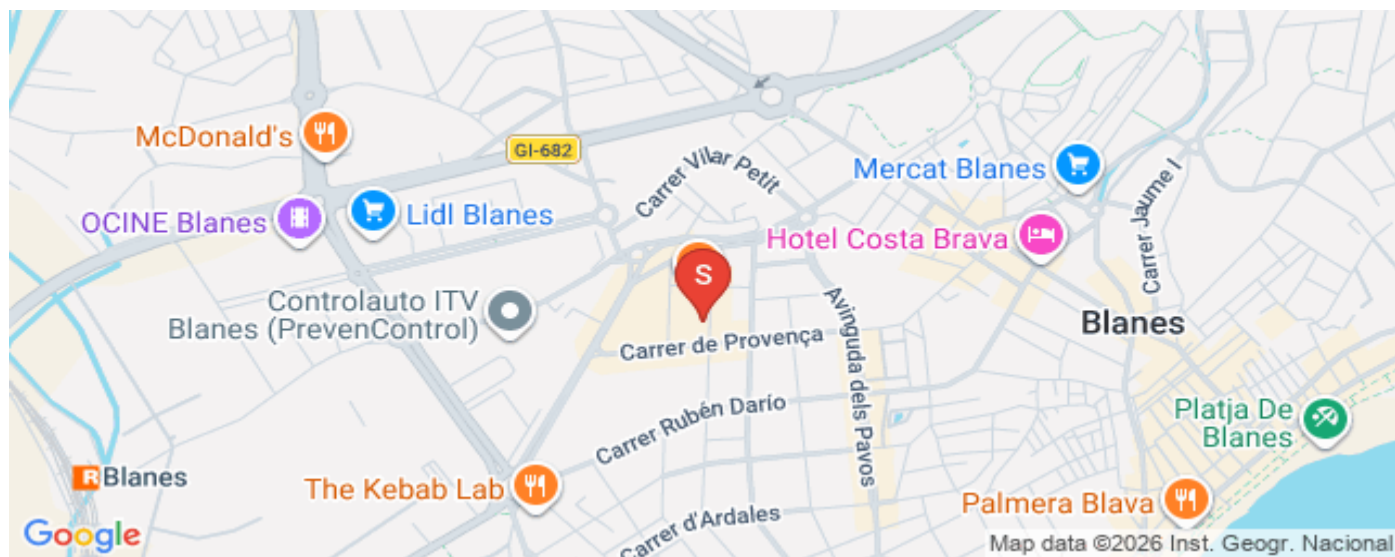 McDonald's
GI-682
Carrer Vilar Petit
Mercat Blanes
Carrer Jaume I
OCINE Blanes
Lidl Blanes
Hotel Costa Brava
S
Controlauto ITV
Blanes (PrevenControl)
Avinguda dels Pavos
Blanes
Carrer de Provença
Carrer Rubén Darío
Platja De
Blanes
R Blanes
The Kebab Lab
Palmera Blava
Carrer d'Ardales
Google
Map data ©2026 Inst. Geogr. Nacional